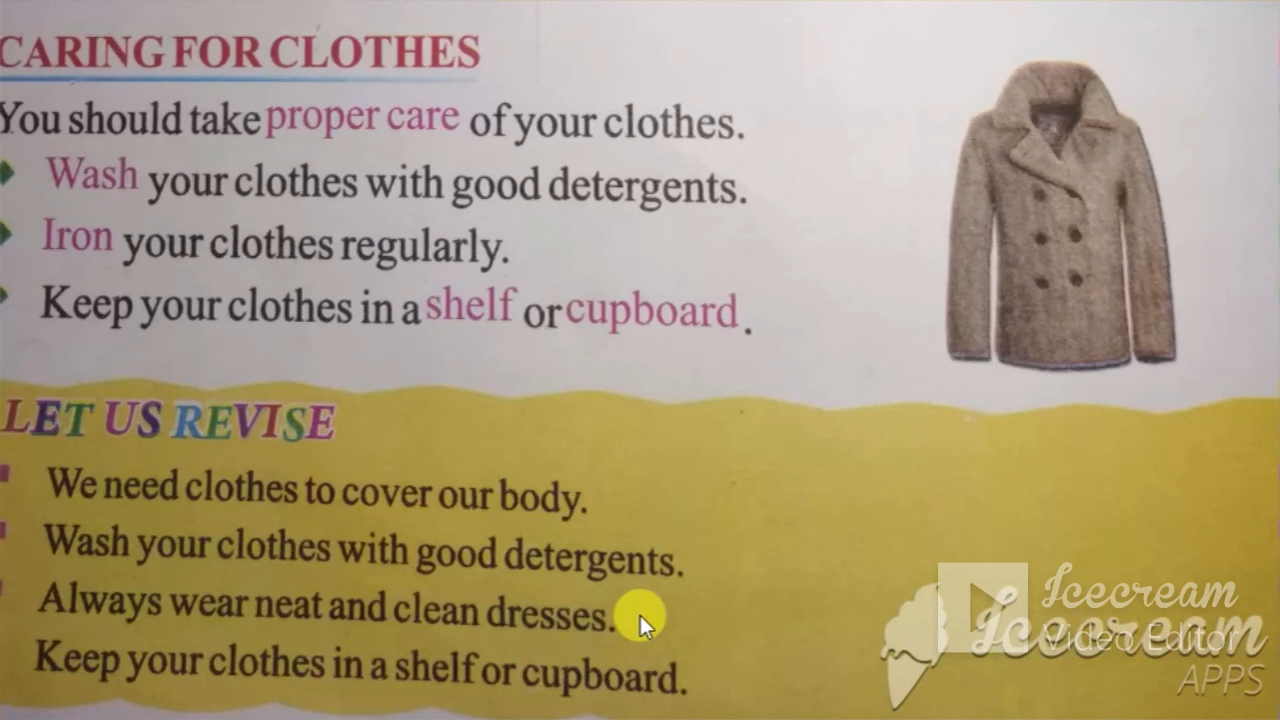 CARING FOR CLOTHES
You should take proper care of your clothes.
Wash your clothes with good detergents.
Iron your clothes regularly.
Keep your clothes in a shelf or cupboard.
LET US REVISE
We need clothes to cover our body.
Wash your clothes with good detergents.
Always wear neat and clean dresses.
Keep your clothes in a shelf or cupboard.
Icecream
Video Editor
Icecream
APPS